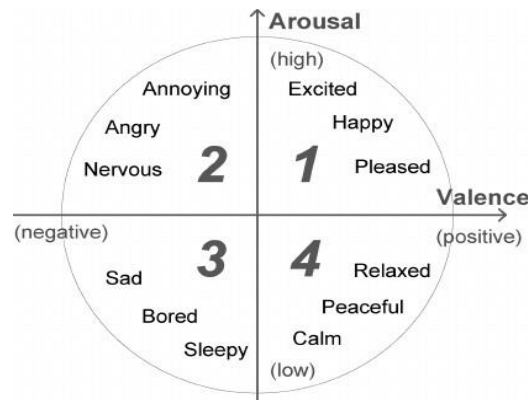 Arousal
(high)
Annoying
Excited
Angry
Happy
Nervous
2
1
Pleased
Valence
(negative)
(positive)
3
4
Sad
Relaxed
Bored
Peaceful
Sleepy
Calm
(low)